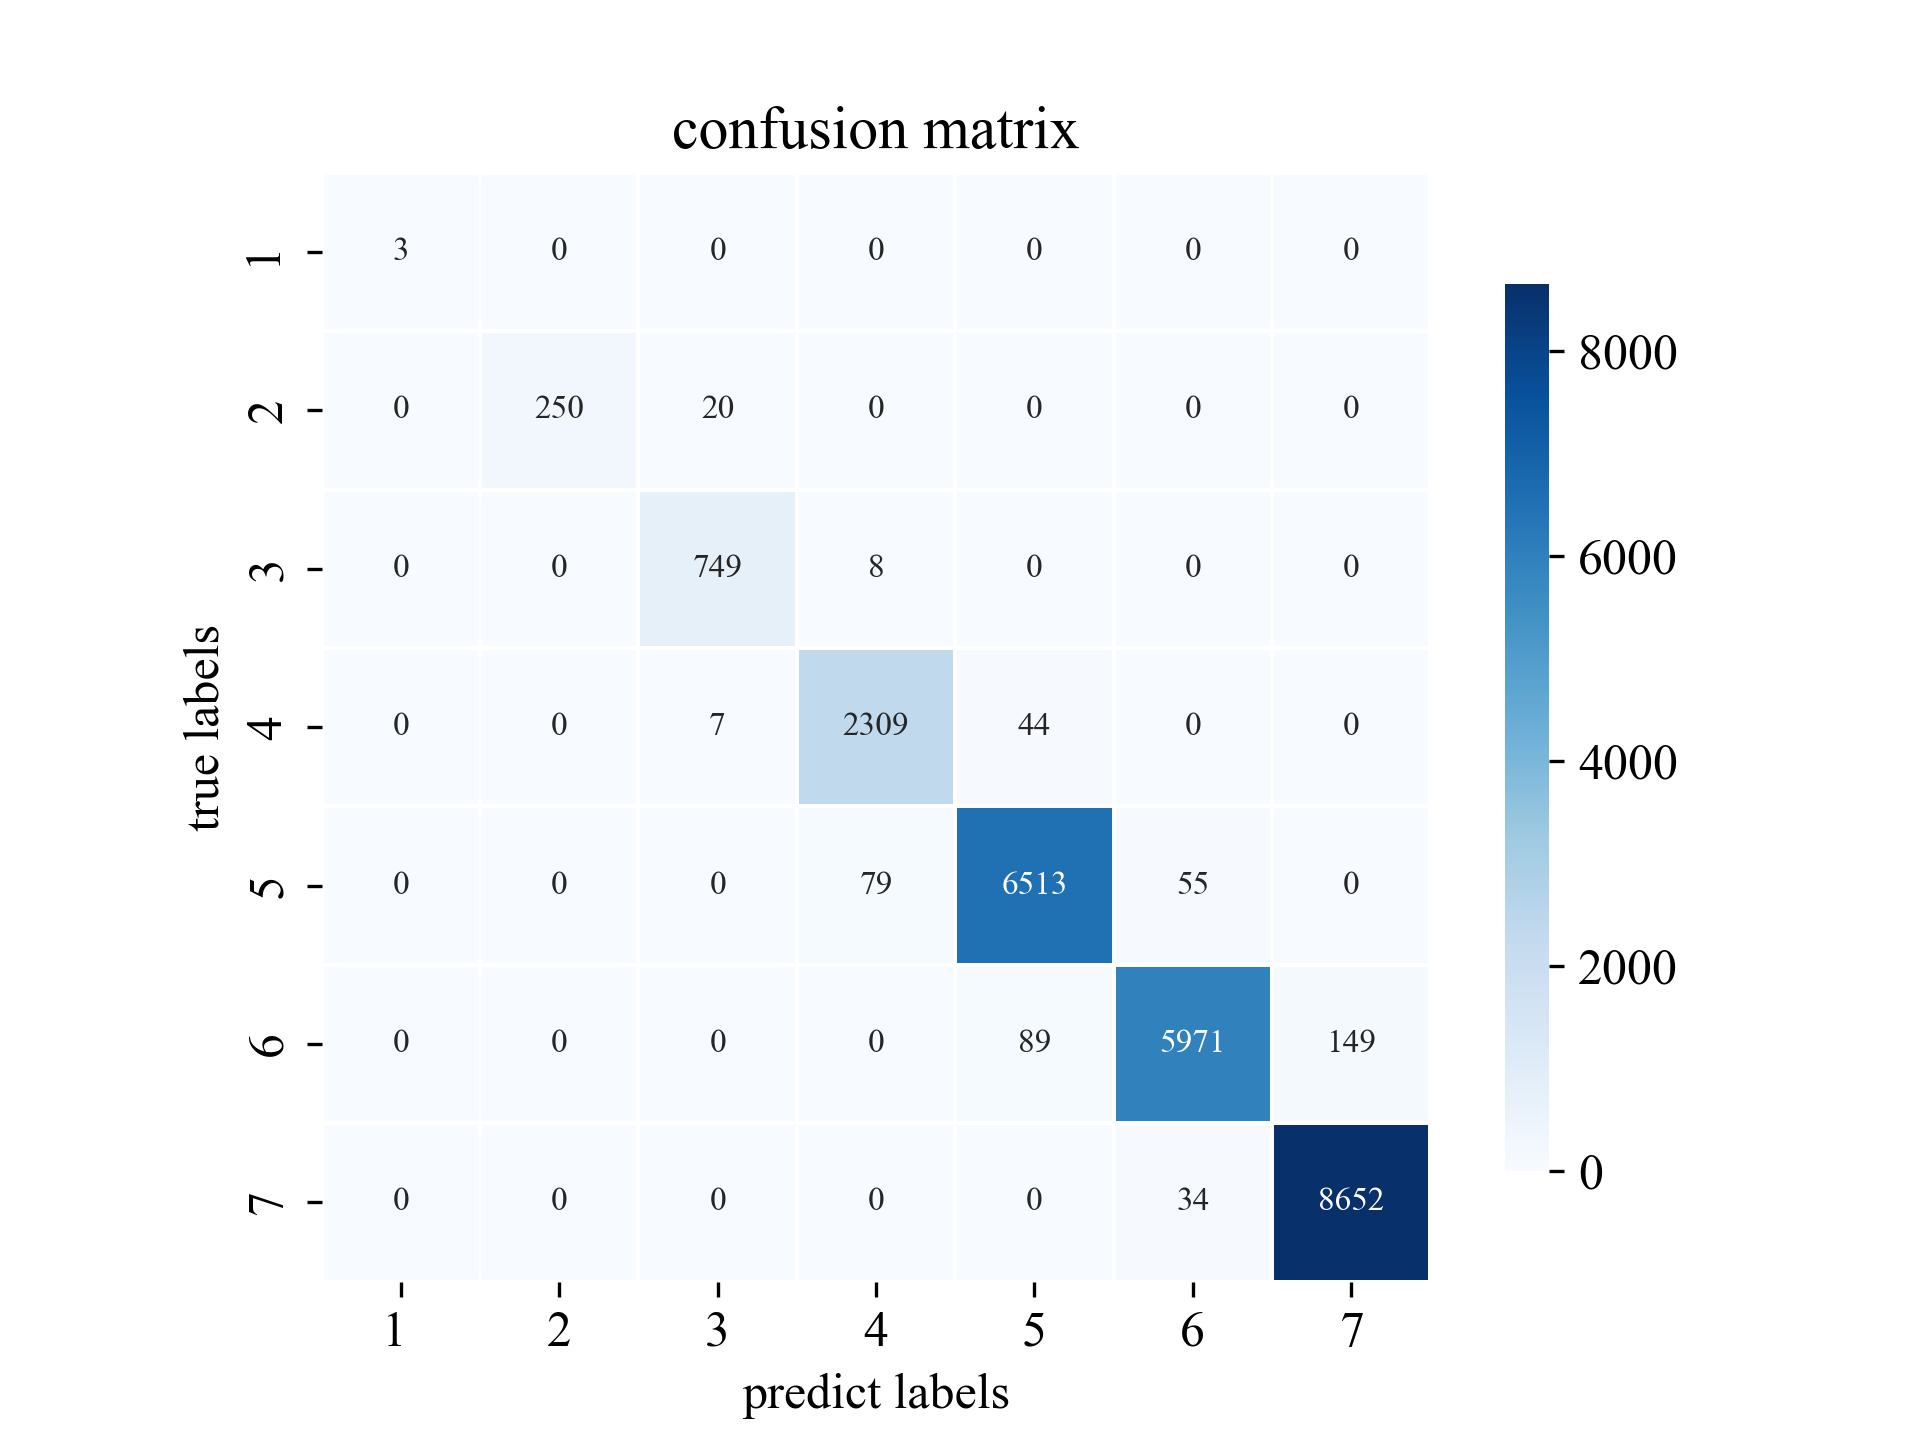 confusion matrix
1 3 0 0 0 0 0 0
2 0 250 20 0 0 0 0
3 0 0 749 8 0 0 0
4 0 0 7 2309 44 0 0
5 0 0 0 79 6513 55 0
6 0 0 0 0 89 5971 149
7 0 0 0 0 0 34 8652
1 2 3 4 5 6 7
predict labels
true labels
8000
6000
4000
2000
0